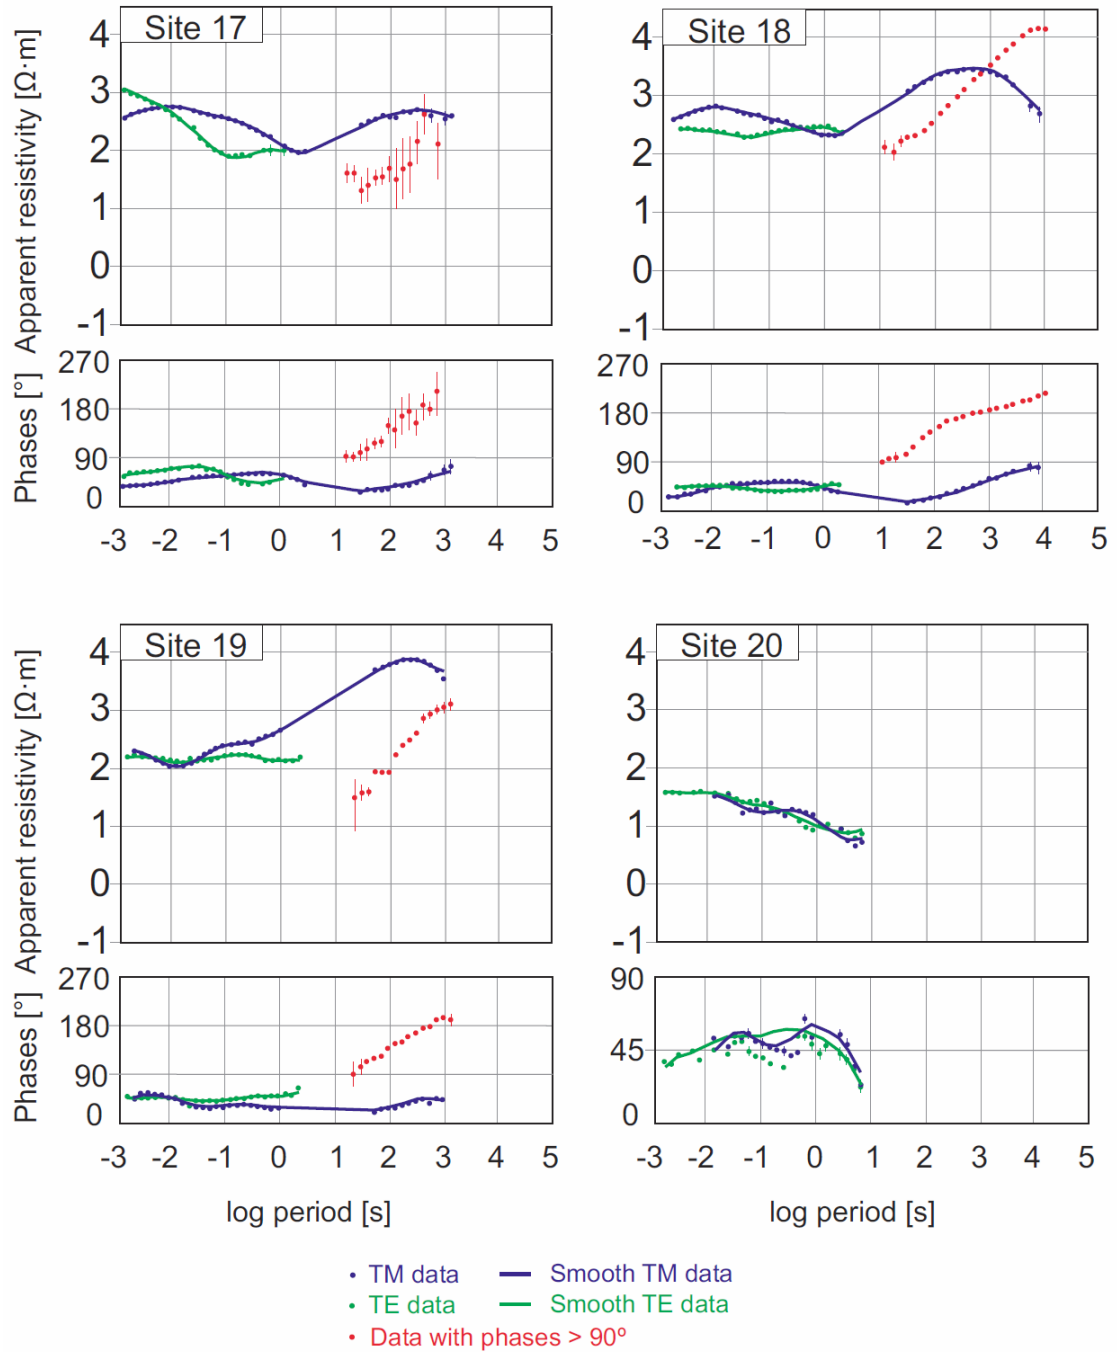 Site 17
Site 18
Apparent resistivity [Ω·m]
4
3
2
1
0
-1
4
3
2
1
0
-1
Phases [°]
270
180
90
0
270
180
90
0
-3 -2 -1 0 1 2 3 4 5
-3 -2 -1 0 1 2 3 4 5
Site 19
Site 20
Apparent resistivity [Ω·m]
4
3
2
1
0
-1
4
3
2
1
0
-1
Phases [°]
270
180
90
0
90
45
0
-3 -2 -1 0 1 2 3 4 5
-3 -2 -1 0 1 2 3 4 5
log period [s]
log period [s]
TM data
Smooth TM data
TE data
Smooth TE data
Data with phases > 90º